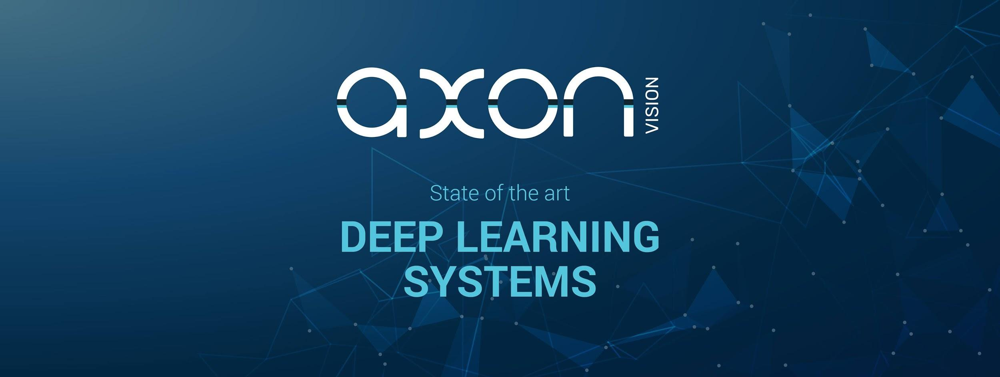 axon VISION
State of the art
DEEP LEARNING
SYSTEMS